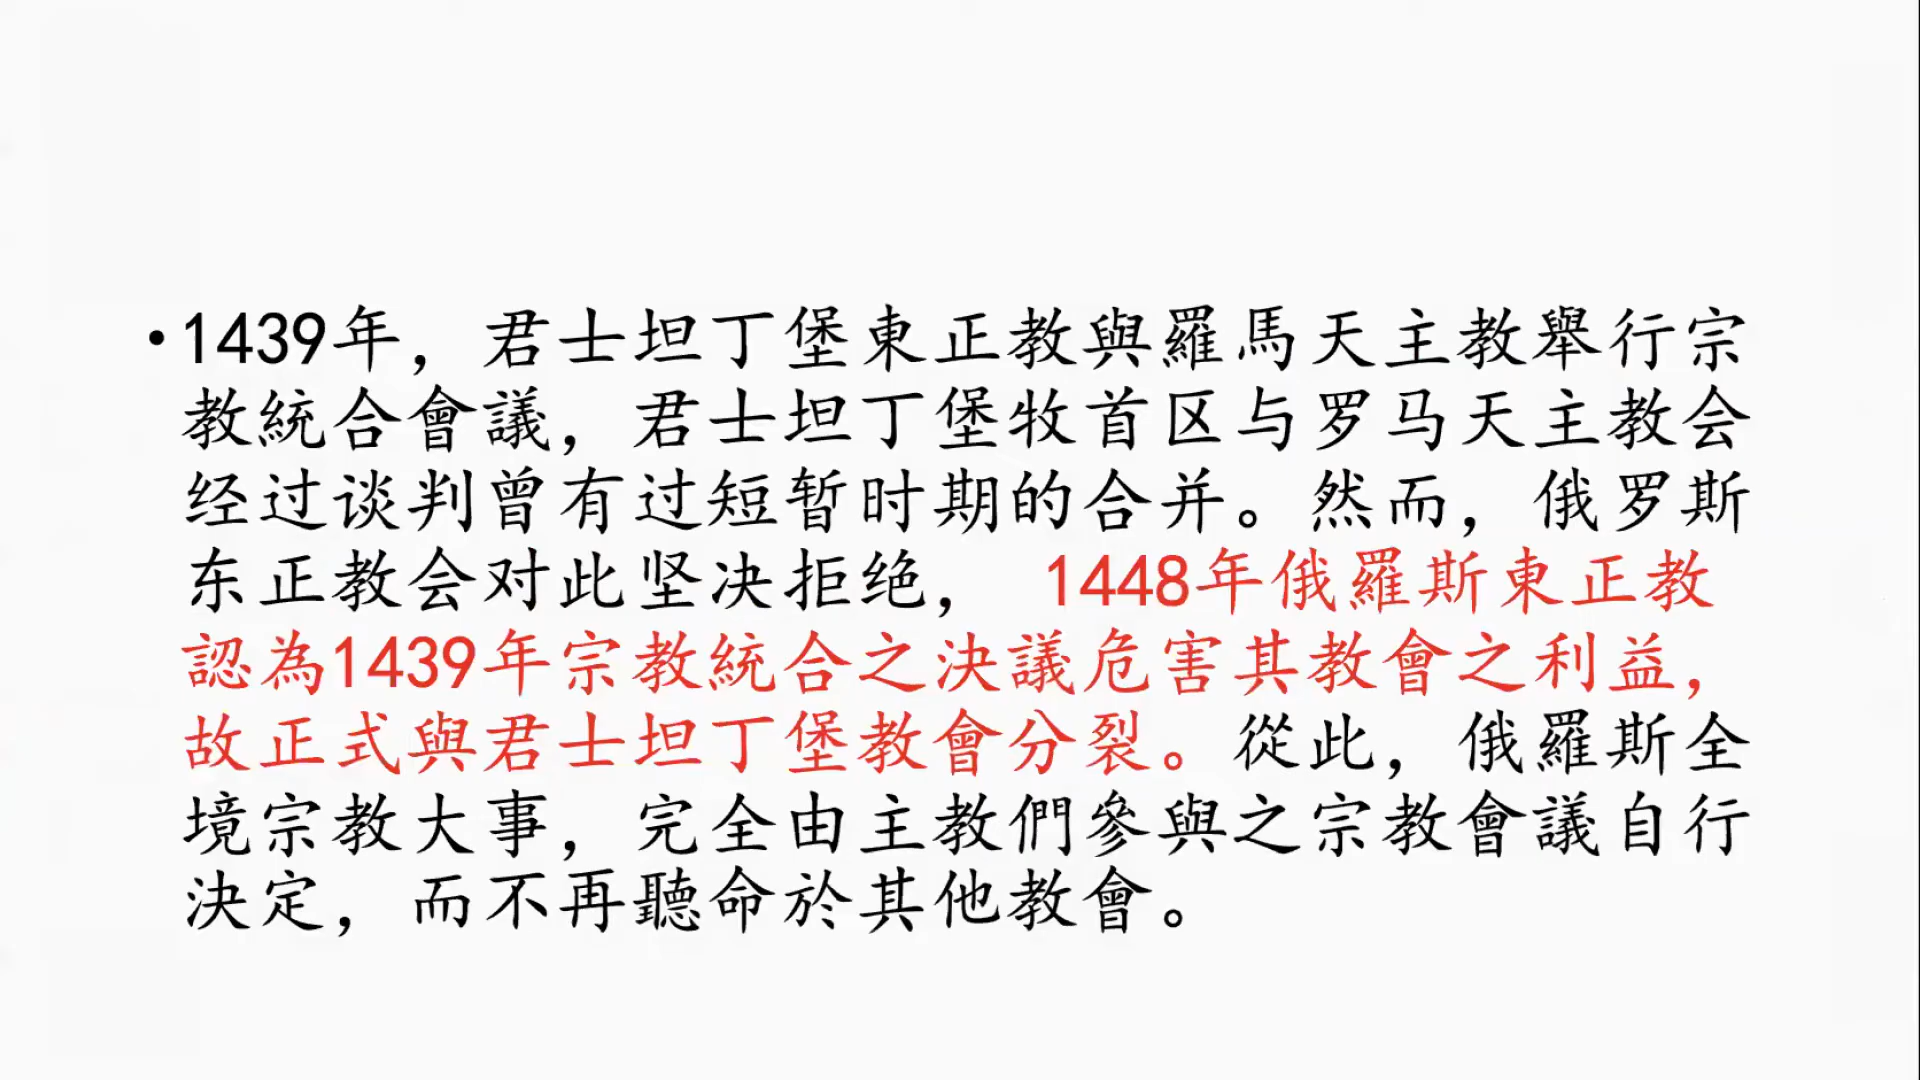 •1439年，君士坦丁堡東正教與羅馬天主教舉行宗
教統合會議，君士坦丁堡牧首区与罗马天主教会
经过谈判曾有过短暂时期的合并。然而，俄罗斯
东正教会对此坚决拒绝， 1448年俄羅斯東正教
認為1439年宗教統合之決議危害其教會之利益，
故正式與君士坦丁堡教會分裂。從此，俄羅斯全
境宗教大事，完全由主教們參與之宗教會議自行
決定，而不再聽命於其他教會。